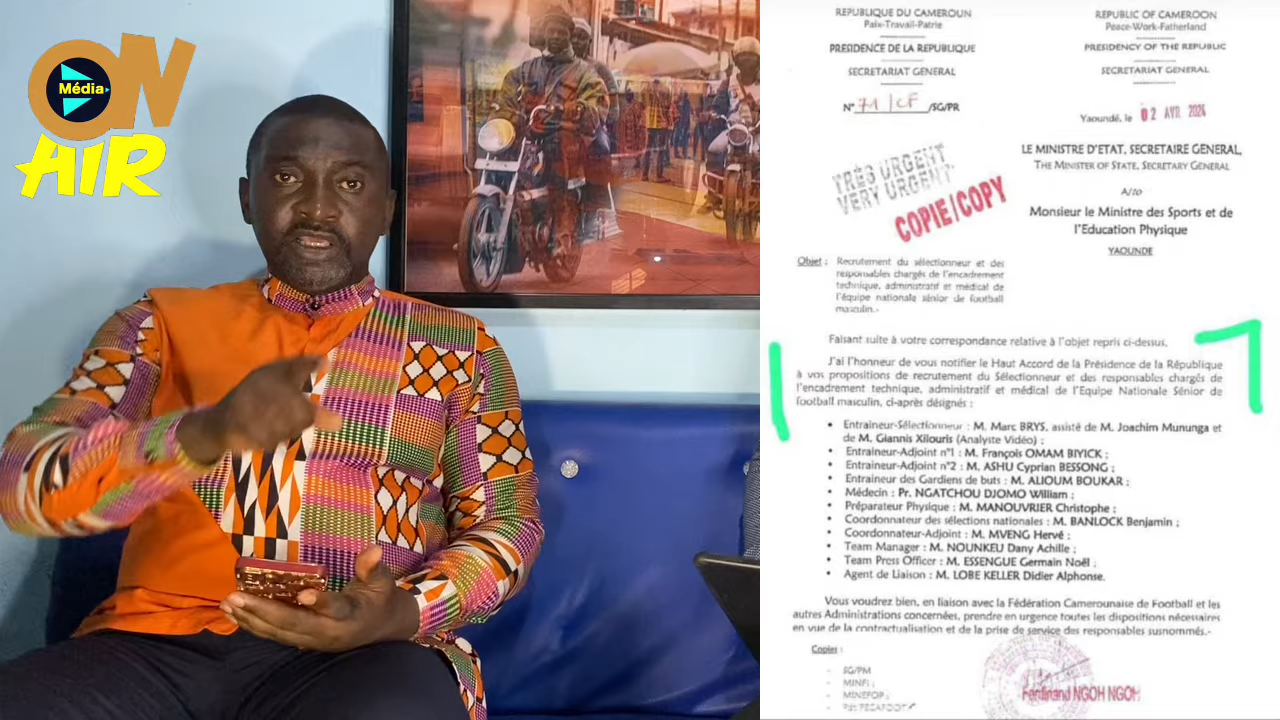 ON
Média
AIR
REPUBLIQUE DU CAMEROUN
Paix-Travail-Patrie
PRESIDENCE DE LA REPUBLIQUE
SECRETARIAT GENERAL
N° 71/CF /SG/PR
REPUBLIC OF CAMEROON
Peace-Work-Fatherland
PRESIDENCY OF THE REPUBLIC
SECRETARIAT GENERAL
Yaoundé, le 02 AVR 2024
TRÈS URGENT
VERY URGENT
COPIE/COPY
LE MINISTRE D'ETAT, SECRETAIRE GENERAL,
THE MINISTER OF STATE, SECRETARY GENERAL
A/TO
Monsieur le Ministre des Sports et de
l'Education Physique
YAOUNDE
Objet : Recrutement du sélectionneur et des
responsables chargés de l'encadrement
technique, administratif et médical de
l'équipe nationale sénior de football
masculin.-
Faisant suite à votre correspondance relative à l'objet repris ci-dessus,
J'ai l'honneur de vous notifier le Haut Accord de la Présidence de la République
à vos propositions de recrutement du Sélectionneur et des responsables chargés de
l'encadrement technique, administratif et médical de l'Equipe Nationale Sénior de
football masculin, ci-après désignés :
• Entraineur-Sélectionneur : M. Marc BRYS, assisté de M. Joachim Mununga et
de M. Giannis Xilouris (Analyste Vidéo) ;
• Entraineur-Adjoint n°1 : M. François OMAM BIYICK ;
• Entraineur-Adjoint n°2 : M. ASHU Cyprian BESSONG ;
• Entraineur des Gardiens de buts : M. ALIOUM BOUKAR ;
• Médecin : Pr. NGATCHOU DJOMO William ;
• Préparateur Physique : M. MANOUVRIER Christophe ;
• Coordonnateur des sélections nationales : M. BANLOCK Benjamin ;
• Coordonnateur-Adjoint : M. MVENG Hervé ;
• Team Manager : M. NOUNKEU Dany Achille ;
• Team Press Officer : M. ESSENGUE Germain Noël ;
• Agent de Liaison : M. LOBE KELLER Didier Alphonse.
Vous voudrez bien, en liaison avec la Fédération Camerounaise de Football et les
autres Administrations concernées, prendre en urgence toutes les dispositions nécessaires
en vue de la contractualisation et de la prise de service des responsables susnommés.-
Copies :
- SG/PM
- MINFI ;
- MINEFOP ;
- Pdt FECAFOOT
Ferdinand NGOH NGOH